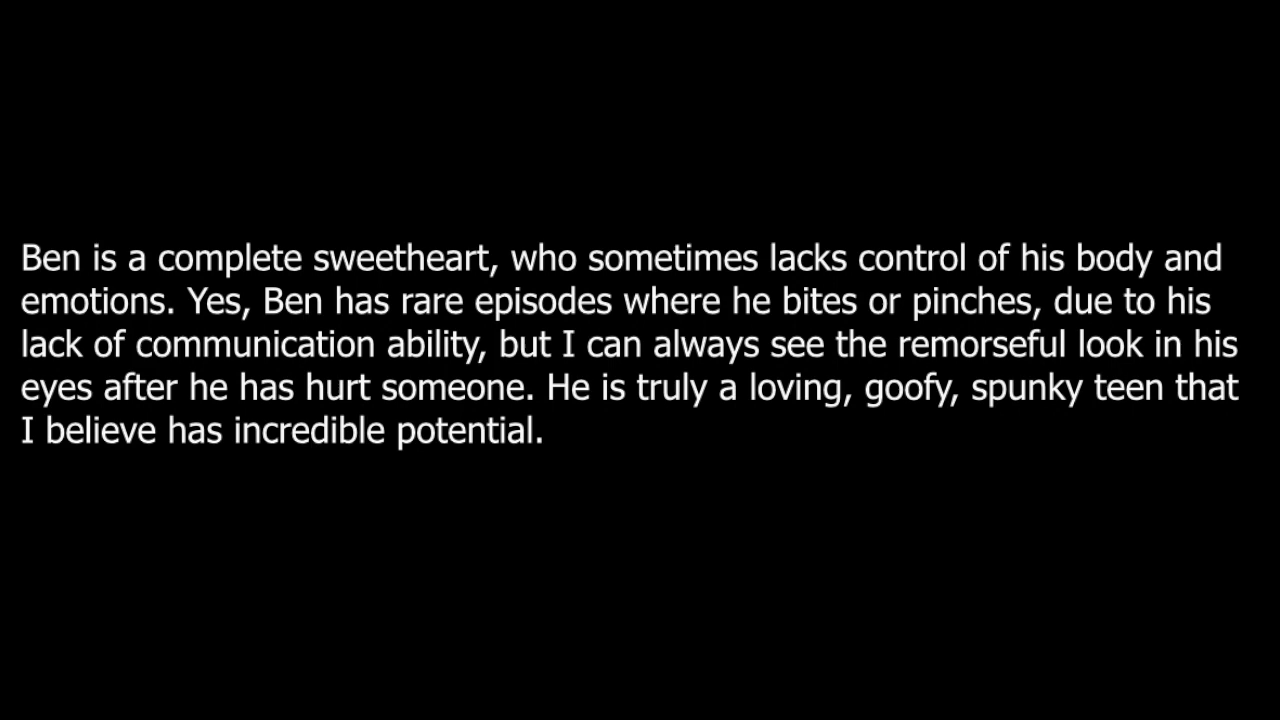 Ben is a complete sweetheart, who sometimes lacks control of his body and
emotions. Yes, Ben has rare episodes where he bites or pinches, due to his
lack of communication ability, but I can always see the remorseful look in his
eyes after he has hurt someone. He is truly a loving, goofy, spunky teen that
I believe has incredible potential.